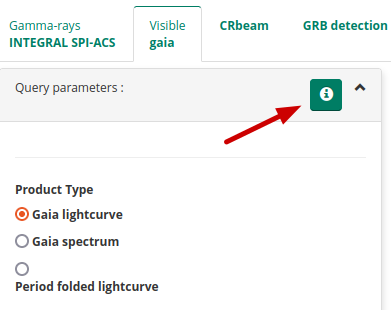 Gamma-rays
INTEGRAL SPI-ACS
Visible
gaia
CRbeam
GRB detection
Query parameters :
Product Type
Gaia lightcurve
Gaia spectrum
Period folded lightcurve